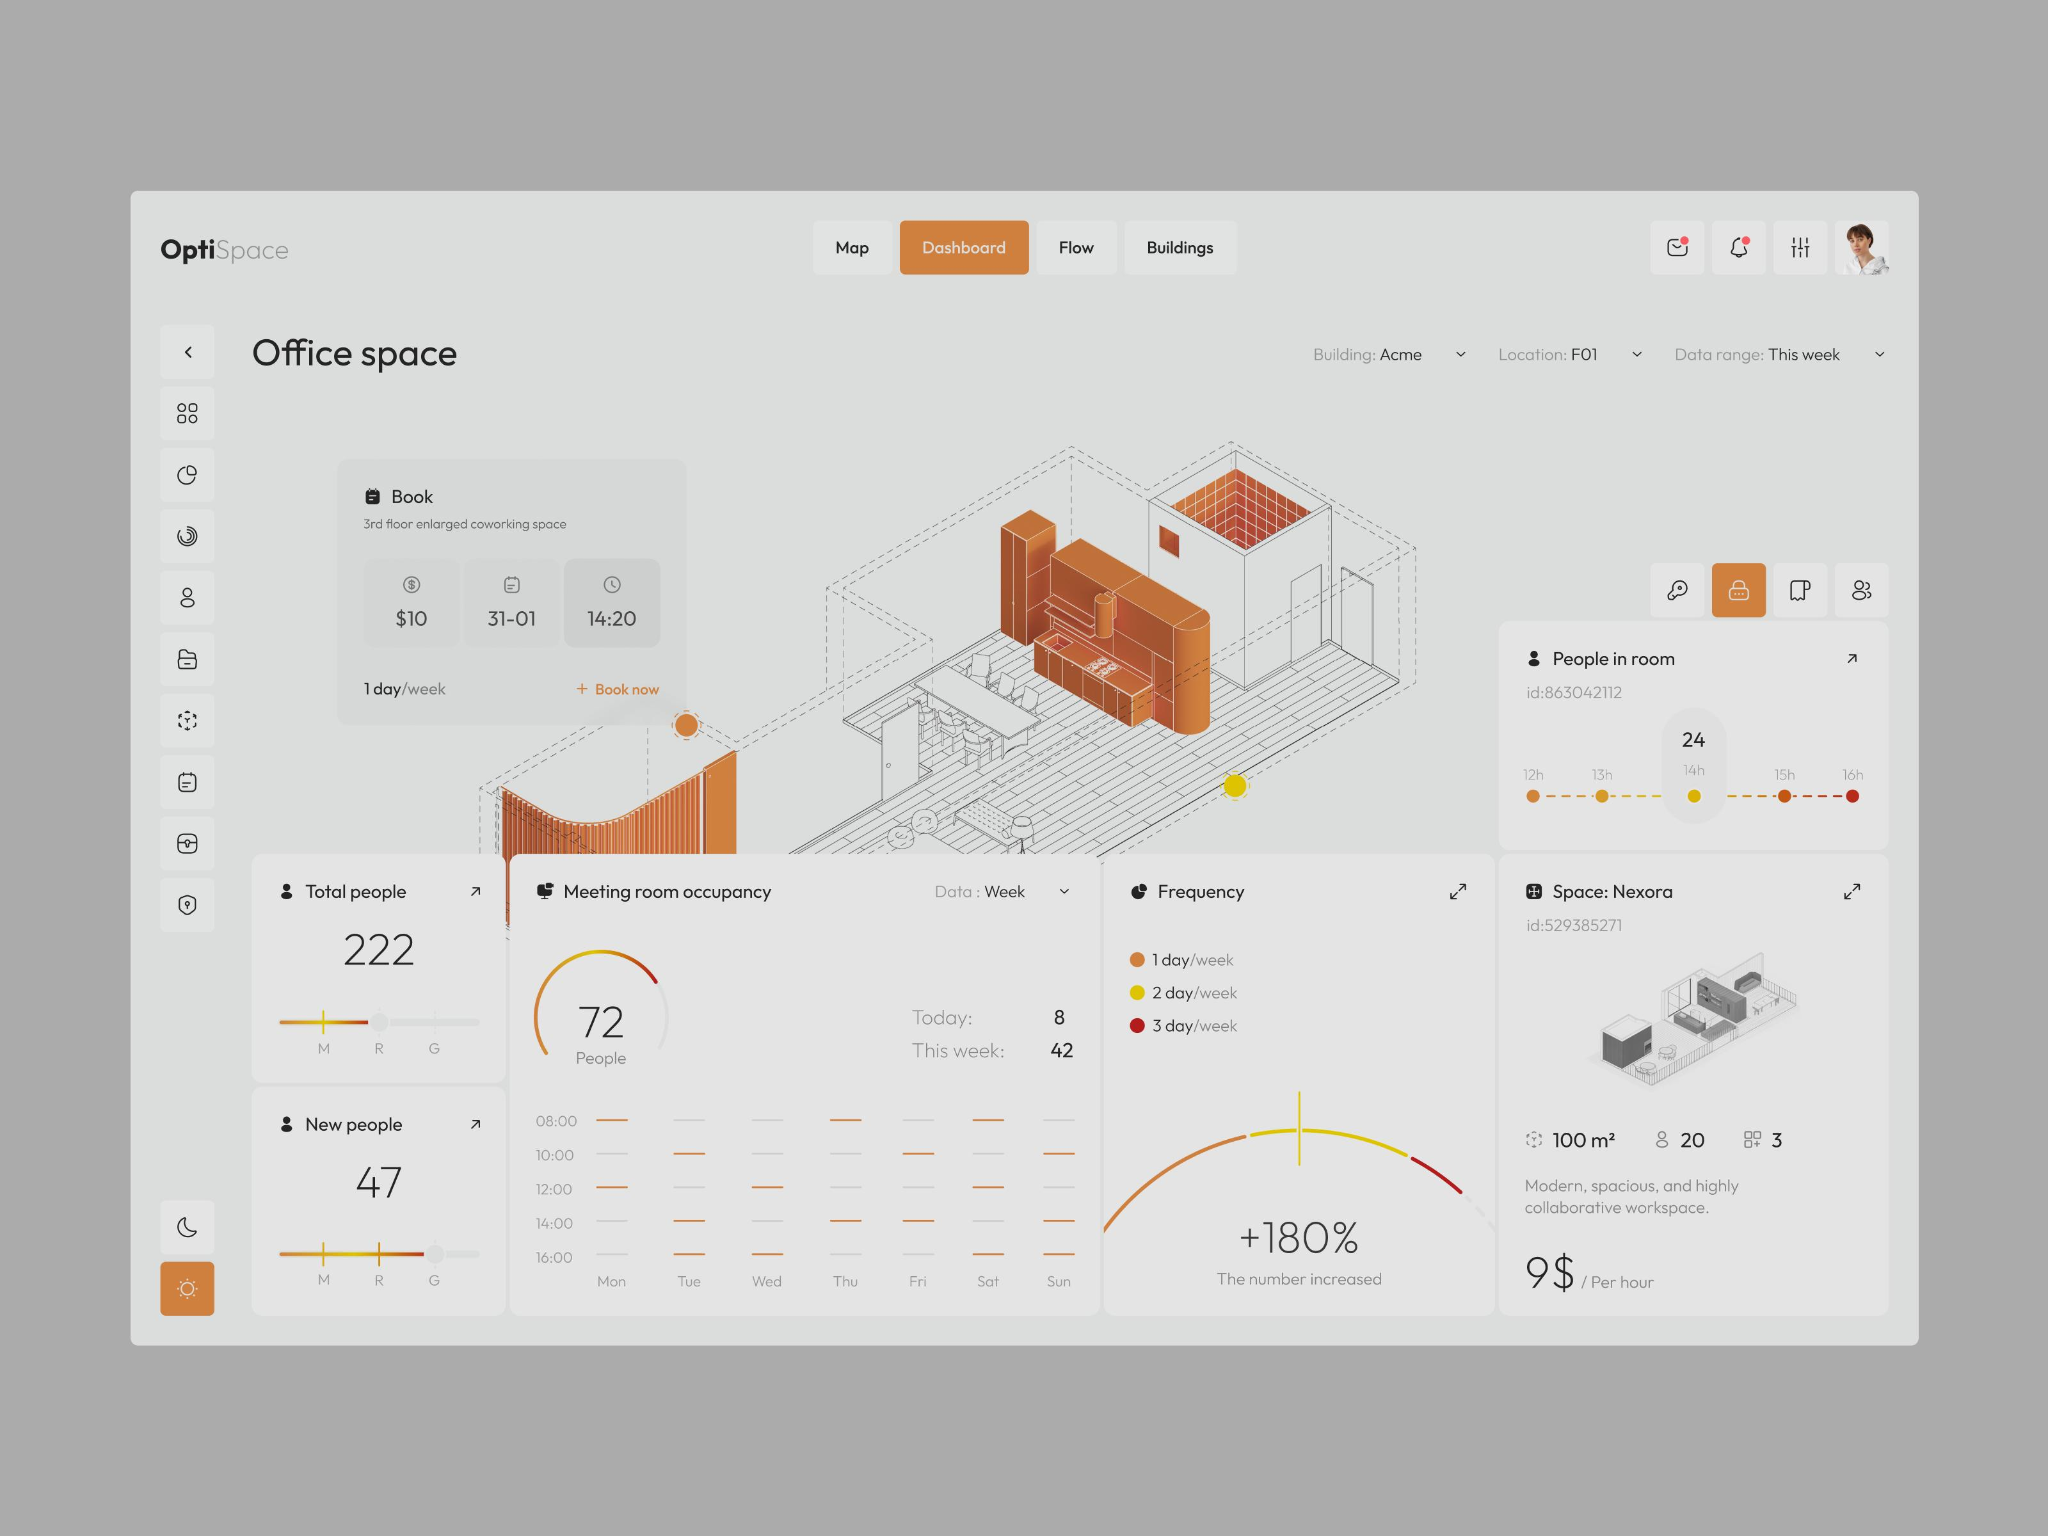 OptiSpace
Map
Dashboard
Flow
Buildings
Office space
Building: Acme
Location: F01
Data range: This week
Book
3rd floor enlarged coworking space
$10
31-01
14:20
1 day/week
+ Book now
People in room
id:863042112
24
12h
13h
14h
15h
16h
Total people
222
M
R
G
New people
47
M
R
G
Meeting room occupancy
Data : Week
72
People
Today: 8
This week: 42
08:00
10:00
12:00
14:00
16:00
Mon
Tue
Wed
Thu
Fri
Sat
Sun
Frequency
1 day/week
2 day/week
3 day/week
+180%
The number increased
Space: Nexora
id:529385271
100 m²
20
3
Modern, spacious, and highly
collaborative workspace.
9$ / Per hour